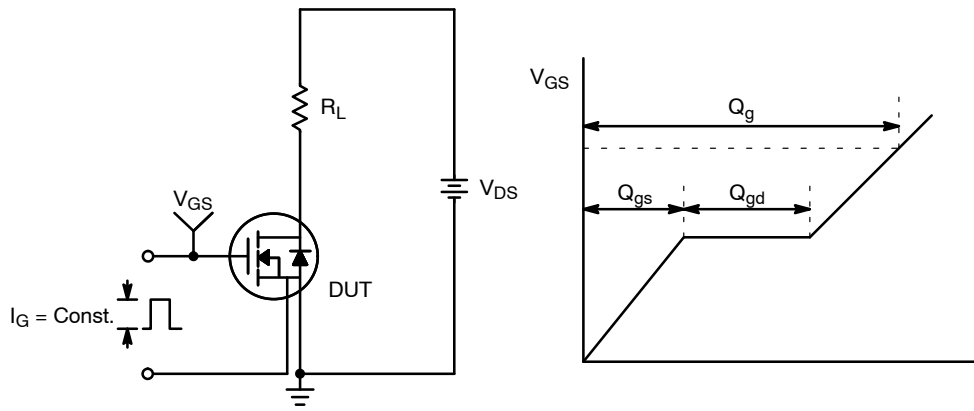 R_L
V_GS
V_DS
DUT
I_G = Const.
V_GS
Q_g
Q_gs
Q_gd